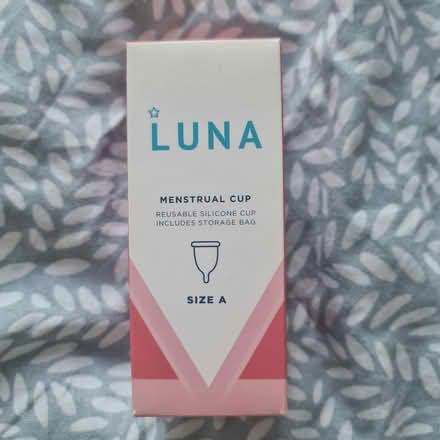 LUNA
MENSTRUAL CUP
REUSABLE SILICONE CUP
INCLUDES STORAGE BAG
SIZE A